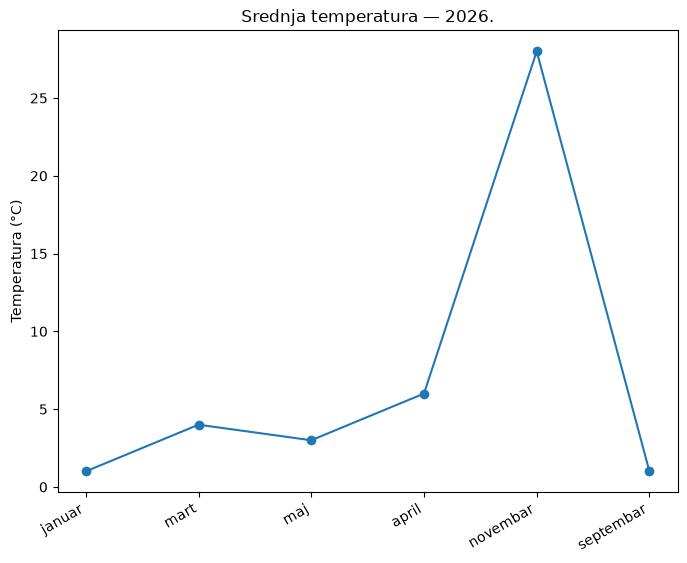 Srednja temperatura — 2026.
Temperatura (°C)
25
20
15
10
5
0
januar
mart
maj
april
novembar
septembar